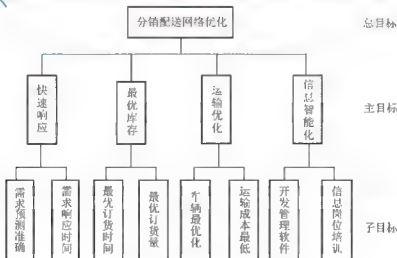 分销配送网络优化
总目标
快速响应
最优库存
运输优化
信息智能化
主目标
需求预测准确
需求响应时间
最优订货时间
最优订货量
车辆最优化
运输成本最低
开发管理软件
信息岗位培训
子目标